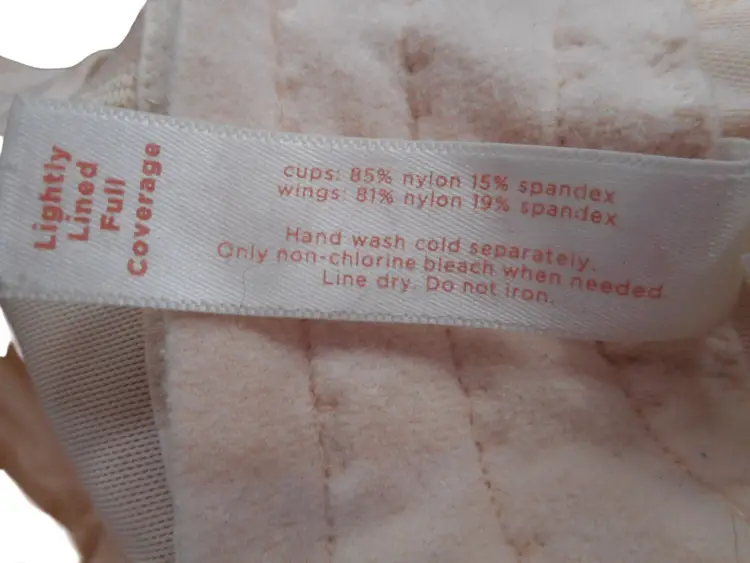 Lightly
Lined
Full
Coverage
cups: 85% nylon 15% spandex
wings: 81% nylon 19% spandex
Hand wash cold separately.
Only non-chlorine bleach when needed.
Line dry. Do not iron.